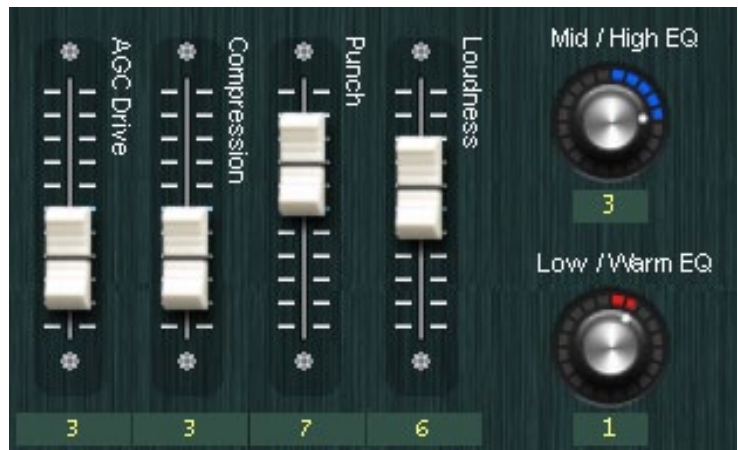 AGC Drive
Compression
Punch
Loudness
Mid / High EQ
3
Low / Warm EQ
3
3
7
6
1